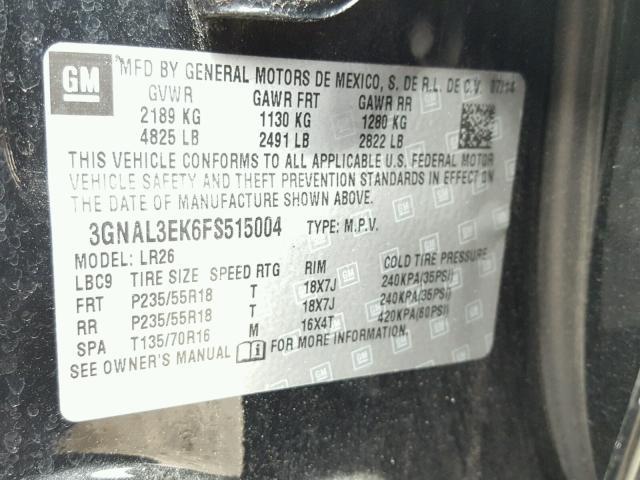 GM
MFD BY GENERAL MOTORS DE MEXICO, S. DE R.L. DE C.V. 07/14
GVWR GAWR FRT GAWR RR
2189 KG 1130 KG 1280 KG
4825 LB 2491 LB 2822 LB
THIS VEHICLE CONFORMS TO ALL APPLICABLE U.S. FEDERAL MOTOR
VEHICLE SAFETY AND THEFT PREVENTION STANDARDS IN EFFECT ON
THE DATE OF MANUFACTURE SHOWN ABOVE.
3GNAL3EK6FS515004 TYPE: M.P.V.
MODEL: LR26
LBC9 TIRE SIZE SPEED RTG RIM COLD TIRE PRESSURE
FRT P235/55R18 T 18X7J 240KPA(35PSI)
RR P235/55R18 T 18X7J 240KPA(35PSI)
SPA T135/70R16 M 16X4T 420KPA(60PSI)
SEE OWNER'S MANUAL FOR MORE INFORMATION.